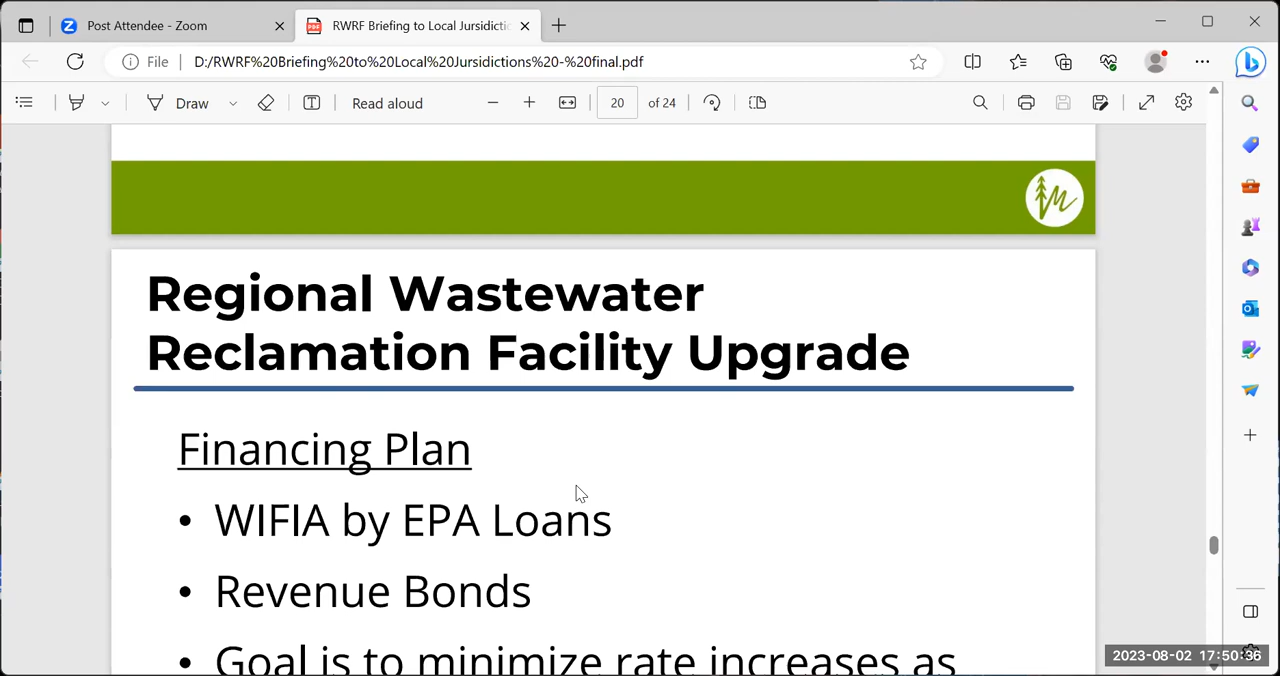 Post Attendee - Zoom
RWRF Briefing to Local Jursidictic
File
D:/RWRF%20Briefing%20to%20Local%20Jursidictions%20-%20final.pdf
Draw
Read aloud
20
of 24
Regional Wastewater
Reclamation Facility Upgrade
Financing Plan
• WIFIA by EPA Loans
• Revenue Bonds
• Goal is to minimize rate increases as
2023-08-02 17:50:36